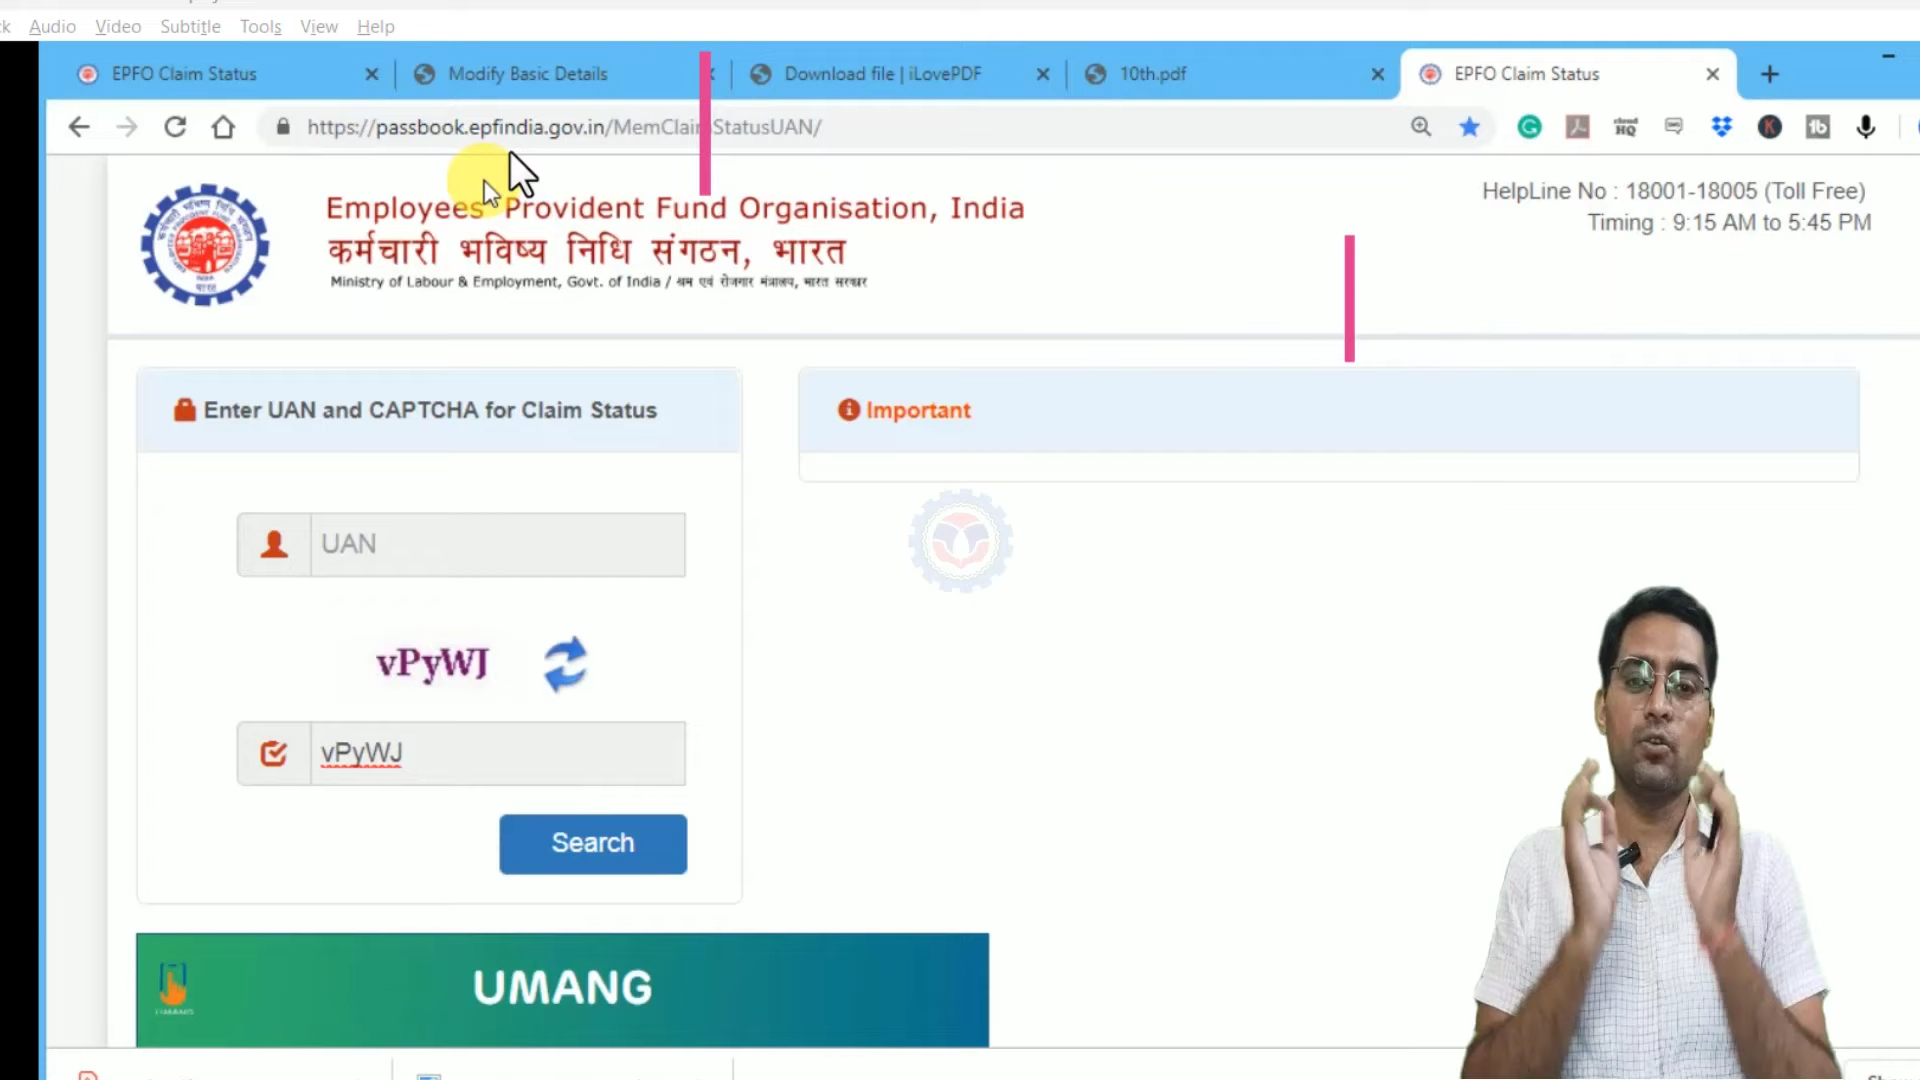 Audio Video Subtitle Tools View Help
EPFO Claim Status
Modify Basic Details
Download file | iLovePDF
10th.pdf
EPFO Claim Status
https://passbook.epfindia.gov.in/MemClaimStatusUAN/
Employees' Provident Fund Organisation, India
कर्मचारी भविष्य निधि संगठन, भारत
Ministry of Labour & Employment, Govt. of India / श्रम एवं रोजगार मंत्रालय, भारत सरकार
HelpLine No : 18001-18005 (Toll Free)
Timing : 9:15 AM to 5:45 PM
Enter UAN and CAPTCHA for Claim Status
Important
UAN
vPyWJ
vPyWJ
Search
UMANG